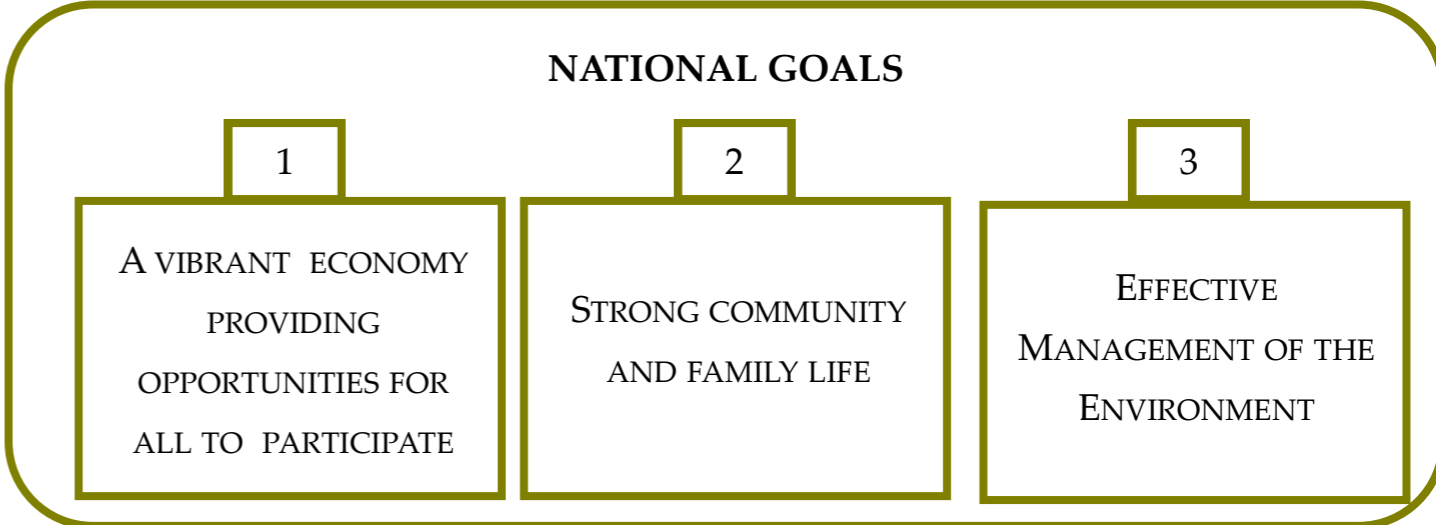 NATIONAL GOALS
1
A VIBRANT ECONOMY
PROVIDING
OPPORTUNITIES FOR
ALL TO PARTICIPATE
2
STRONG COMMUNITY
AND FAMILY LIFE
3
EFFECTIVE
MANAGEMENT OF THE
ENVIRONMENT